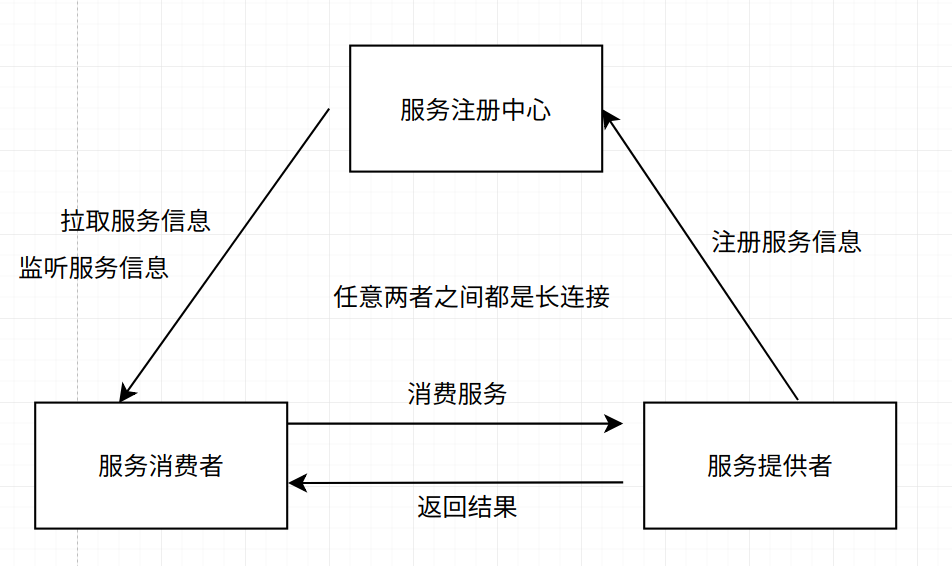 服务注册中心
拉取服务信息
监听服务信息
注册服务信息
任意两者之间都是长连接
消费服务
服务消费者
服务提供者
返回结果